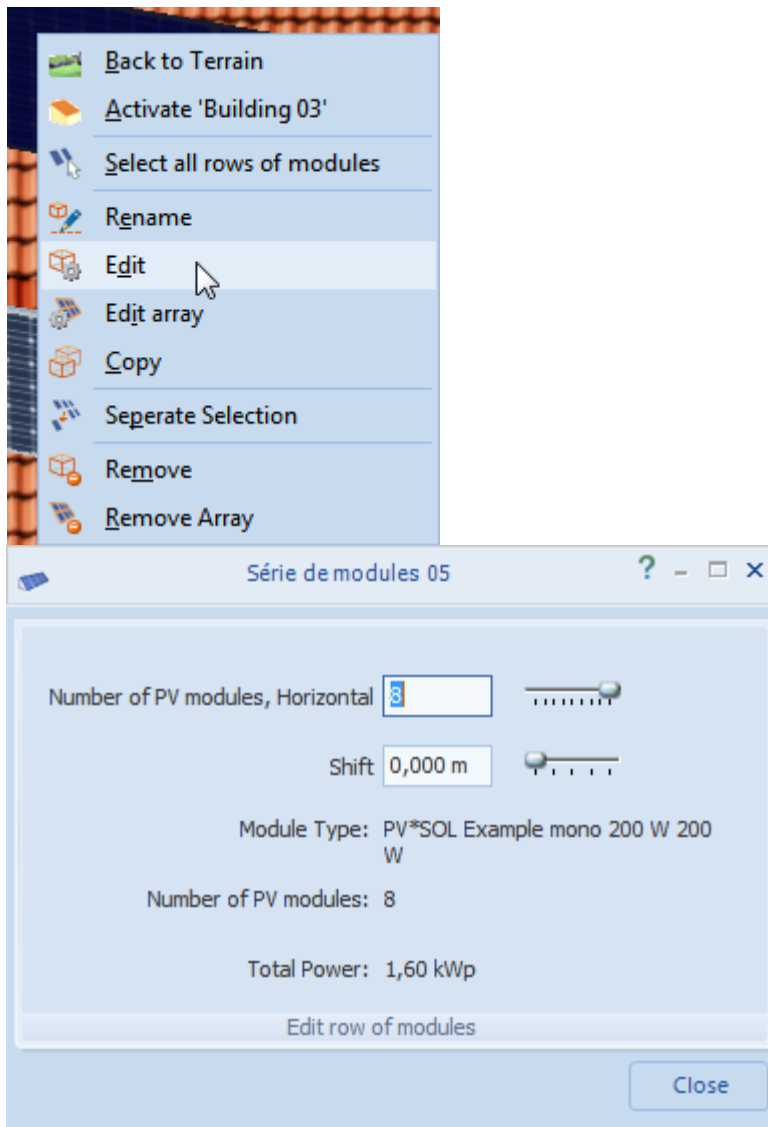 Back to Terrain
Activate 'Building 03'
Select all rows of modules
Rename
Edit
Edit array
Copy
Seperate Selection
Remove
Remove Array
Série de modules 05
?
Number of PV modules, Horizontal 8
Shift 0,000 m
Module Type: PV*SOL Example mono 200 W 200
W
Number of PV modules: 8
Total Power: 1,60 kWp
Edit row of modules
Close